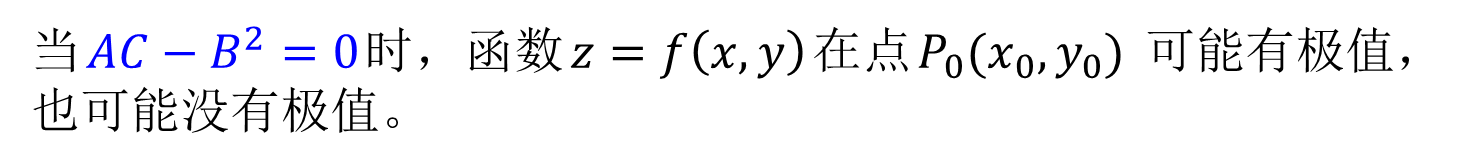 当AC − B² = 0时，函数z = f(x, y)在点P₀(x₀, y₀) 可能有极值，
也可能没有极值。